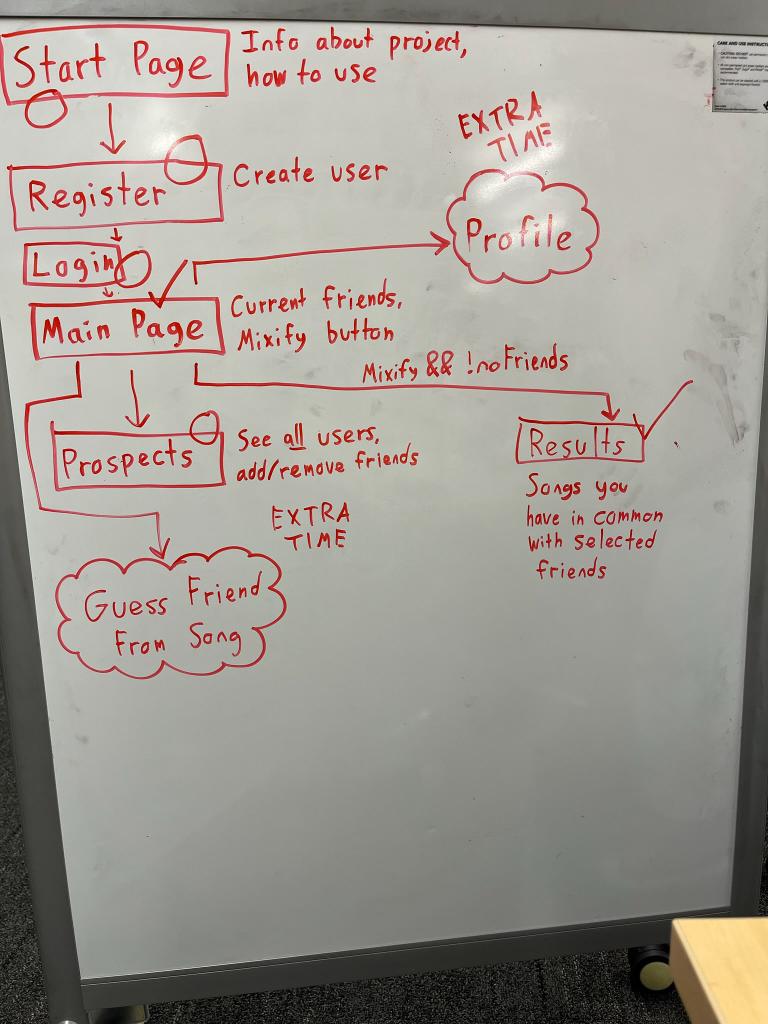 Start Page
Info about project,
how to use
EXTRA
TIME
Register
Create user
Profile
Login
Main Page
Current friends,
Mixify button
Mixify && !noFriends
Prospects
See all users,
add/remove friends
Results
Songs you
have in common
with selected
friends
EXTRA
TIME
Guess Friend
From Song
CARE AND USE INSTRUCT